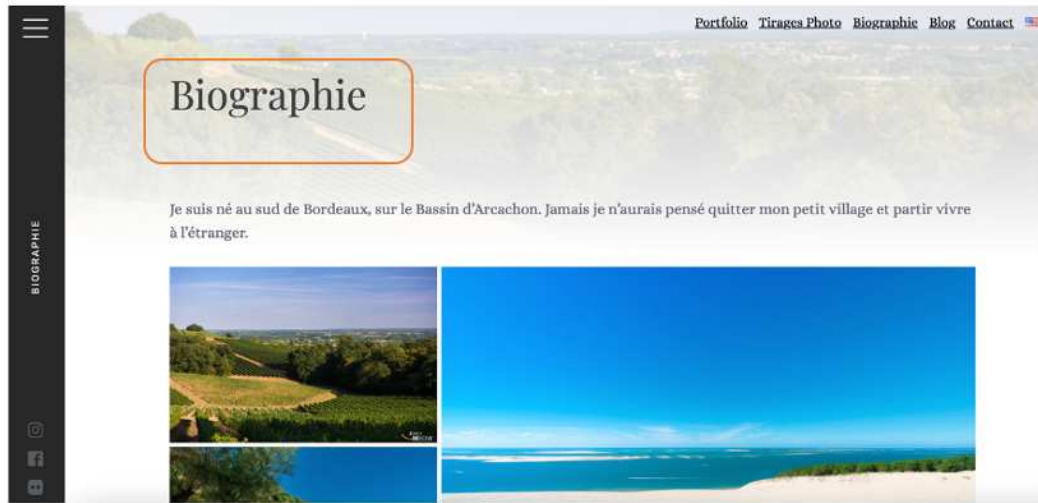 Portfolio Tirages Photo Biographie Blog Contact
Biographie
Je suis né au sud de Bordeaux, sur le Bassin d'Arcachon. Jamais je n'aurais pensé quitter mon petit village et partir vivre
à l'étranger.
BIOGRAPHIE